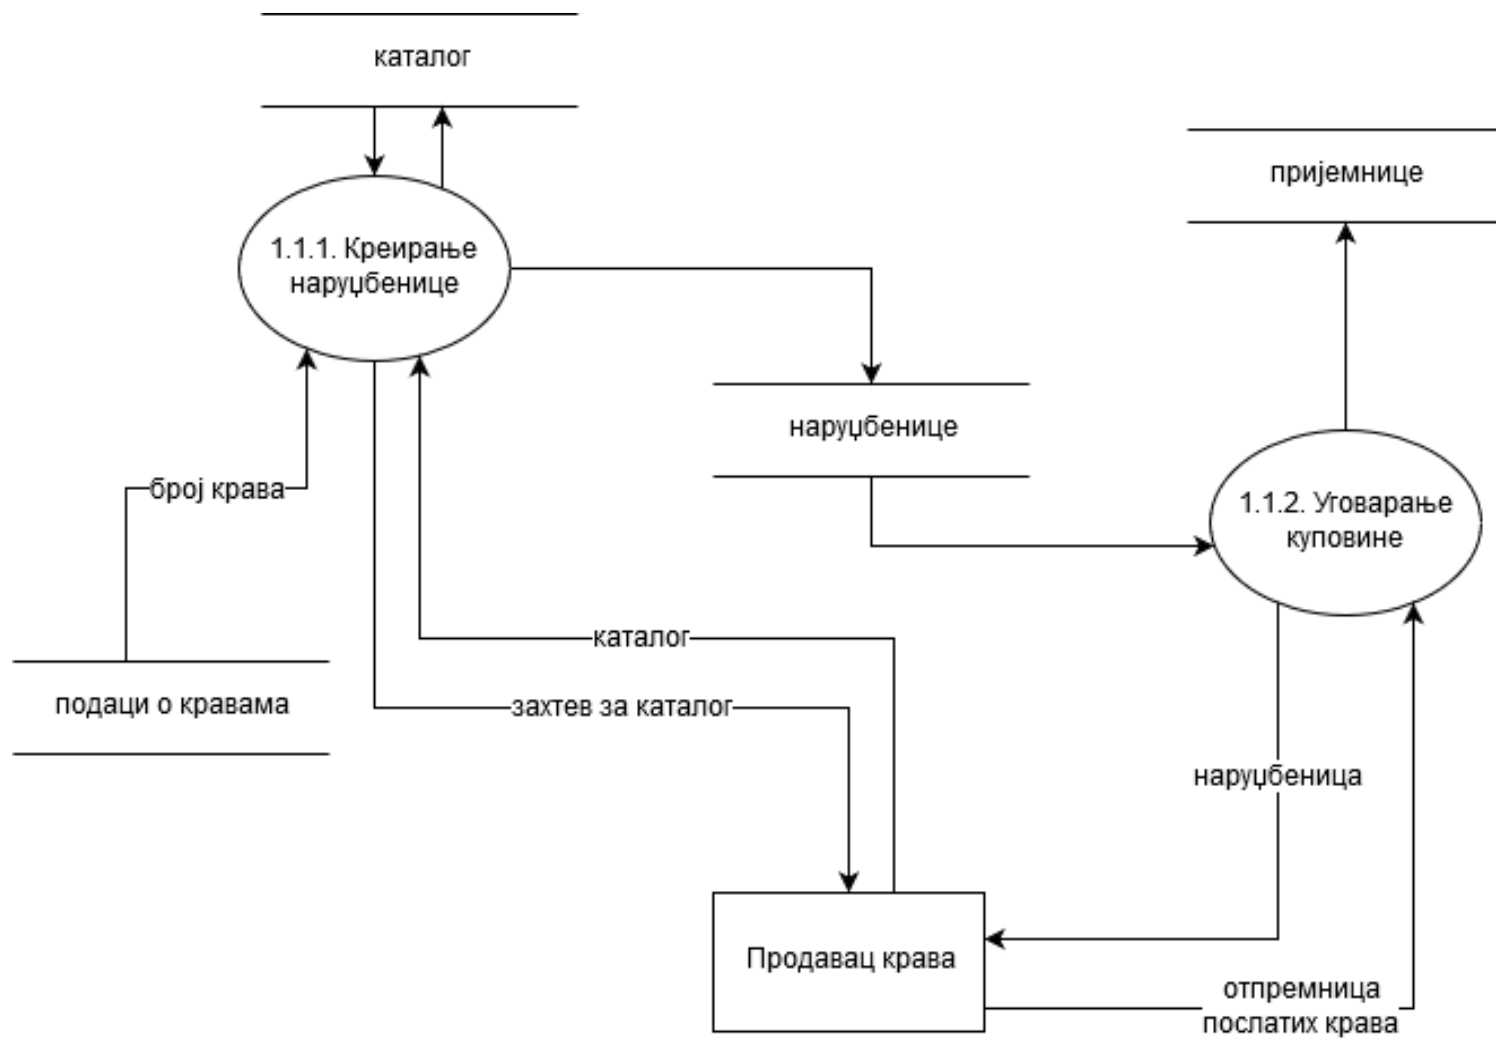 каталог
пријемнице
1.1.1. Креирање
наруџбенице
наруџбенице
број крава
1.1.2. Уговарање
куповине
каталог
подаци о кравама
захтев за каталог
наруџбеница
Продавац крава
отпремница
послатих крава